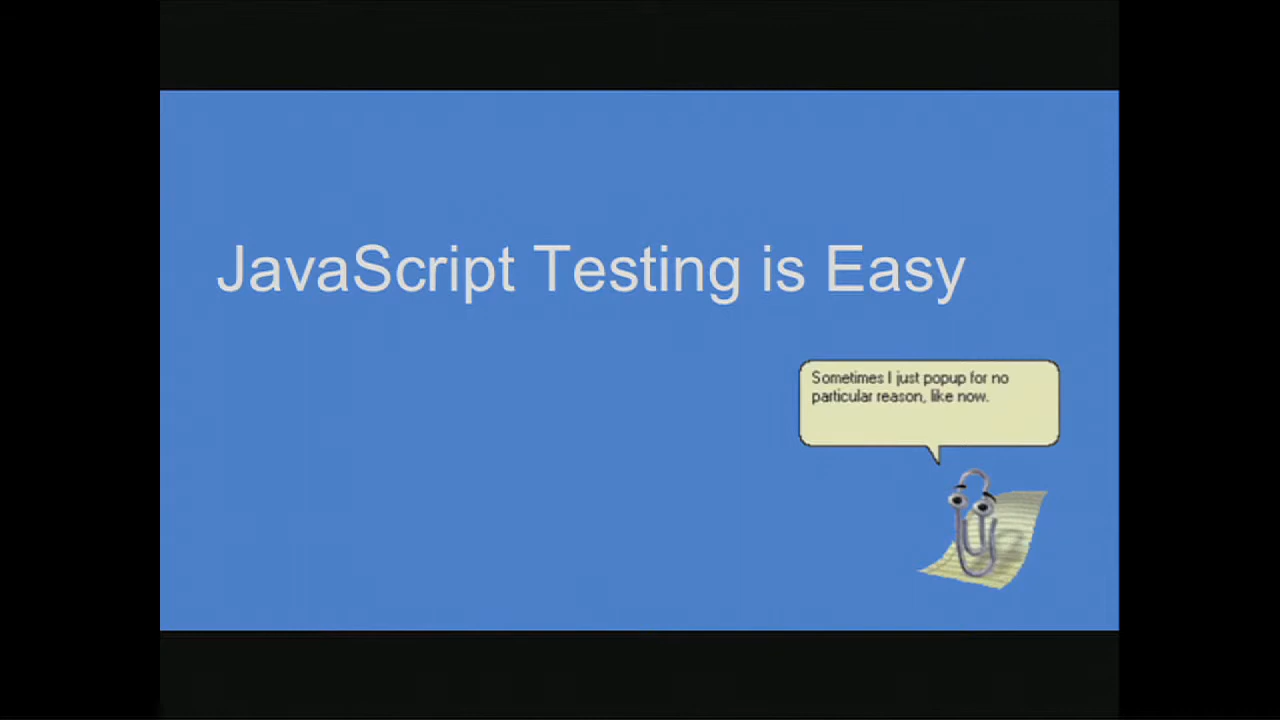 JavaScript Testing is Easy
Sometimes I just popup for no
particular reason, like now.